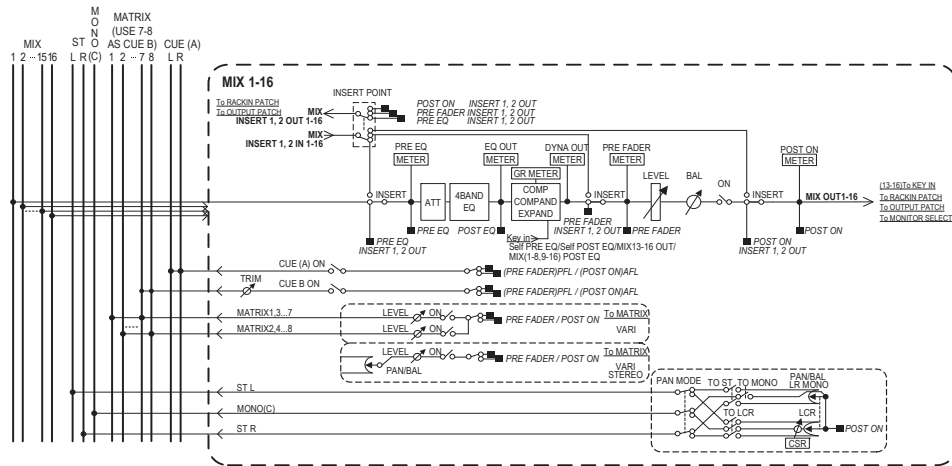 M
O
N
O
MATRIX
(USE 7-8
AS CUE B)
CUE (A)
MIX
ST
1 2 ··· 15 16
L R (C)
1 2 ··· 7 8
L R
MIX 1-16
INSERT POINT
To RACKIN PATCH
To OUTPUT PATCH
MIX
INSERT 1, 2 OUT 1-16
MIX
INSERT 1, 2 IN 1-16
POST ON INSERT 1, 2 OUT
PRE FADER INSERT 1, 2 OUT
PRE EQ INSERT 1, 2 OUT
PRE EQ
METER
EQ OUT
METER
DYNA OUT
METER
PRE FADER
METER
POST ON
METER
GR METER
LEVEL
BAL
ON
INSERT
ATT
4BAND
EQ
COMP
COMPAND
EXPAND
INSERT
INSERT
MIX OUT1-16
(13-16)To KEY IN
To RACKIN PATCH
To OUTPUT PATCH
To MONITOR SELECT
PRE EQ
INSERT 1, 2 OUT
PRE EQ
POST EQ
Key in
Self PRE EQ/Self POST EQ/MIX13-16 OUT/
MIX(1-8,9-16) POST EQ
PRE FADER
INSERT 1, 2 OUT
PRE FADER
POST ON
INSERT 1, 2 OUT
POST ON
CUE (A) ON
(PRE FADER)PFL / (POST ON)AFL
TRIM
CUE B ON
(PRE FADER)PFL / (POST ON)AFL
MATRIX1,3...7
LEVEL
ON
PRE FADER / POST ON
To MATRIX
MATRIX2,4...8
LEVEL
ON
VARI
LEVEL
ON
PRE FADER / POST ON
To MATRIX
PAN/BAL
VARI
STEREO
ST L
MONO(C)
ST R
PAN MODE
TO ST
TO MONO
PAN/BAL
LR MONO
TO LCR
LCR
CSR
POST ON